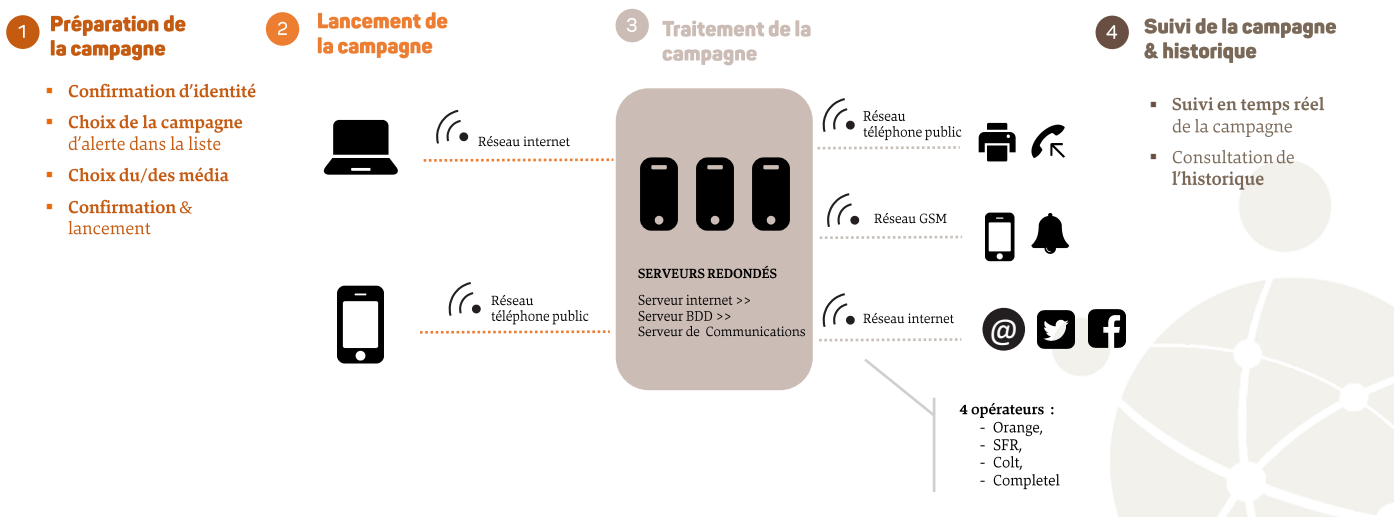 1
Préparation de
la campagne
▪ Confirmation d'identité
▪ Choix de la campagne
d'alerte dans la liste
▪ Choix du/des média
▪ Confirmation &
lancement
2
Lancement de
la campagne
Réseau internet
Réseau
téléphone public
3
Traitement de la
campagne
SERVEURS REDONDÉS
Serveur internet >>
Serveur BDD >>
Serveur de Communications
Réseau
téléphone public
Réseau GSM
Réseau internet
@
4 opérateurs :
- Orange,
- SFR,
- Colt,
- Completel
4
Suivi de la campagne
& historique
▪ Suivi en temps réel
de la campagne
▪ Consultation de
l'historique